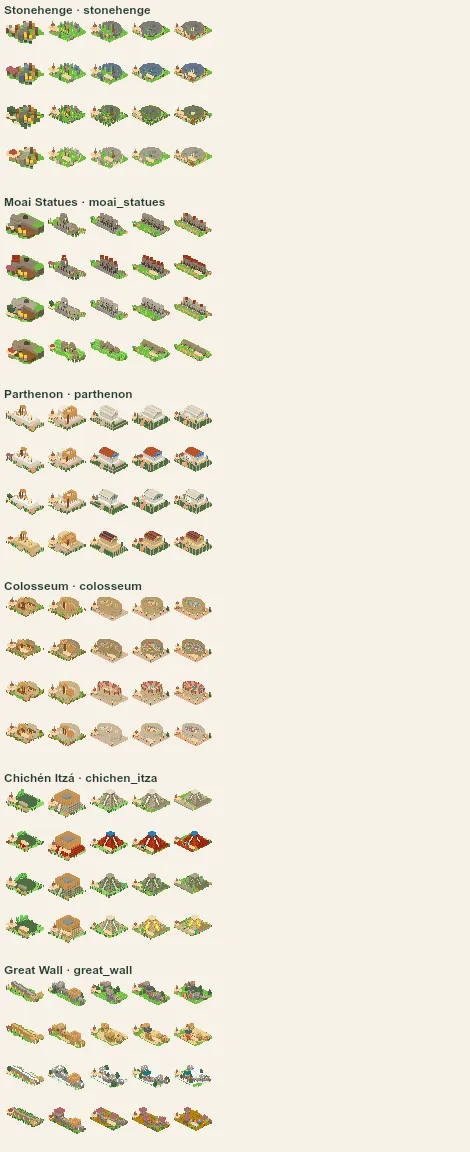 Stonehenge · stonehenge
Moai Statues · moai_statues
Parthenon · parthenon
Colosseum · colosseum
Chichén Itzá · chichen_itza
Great Wall · great_wall